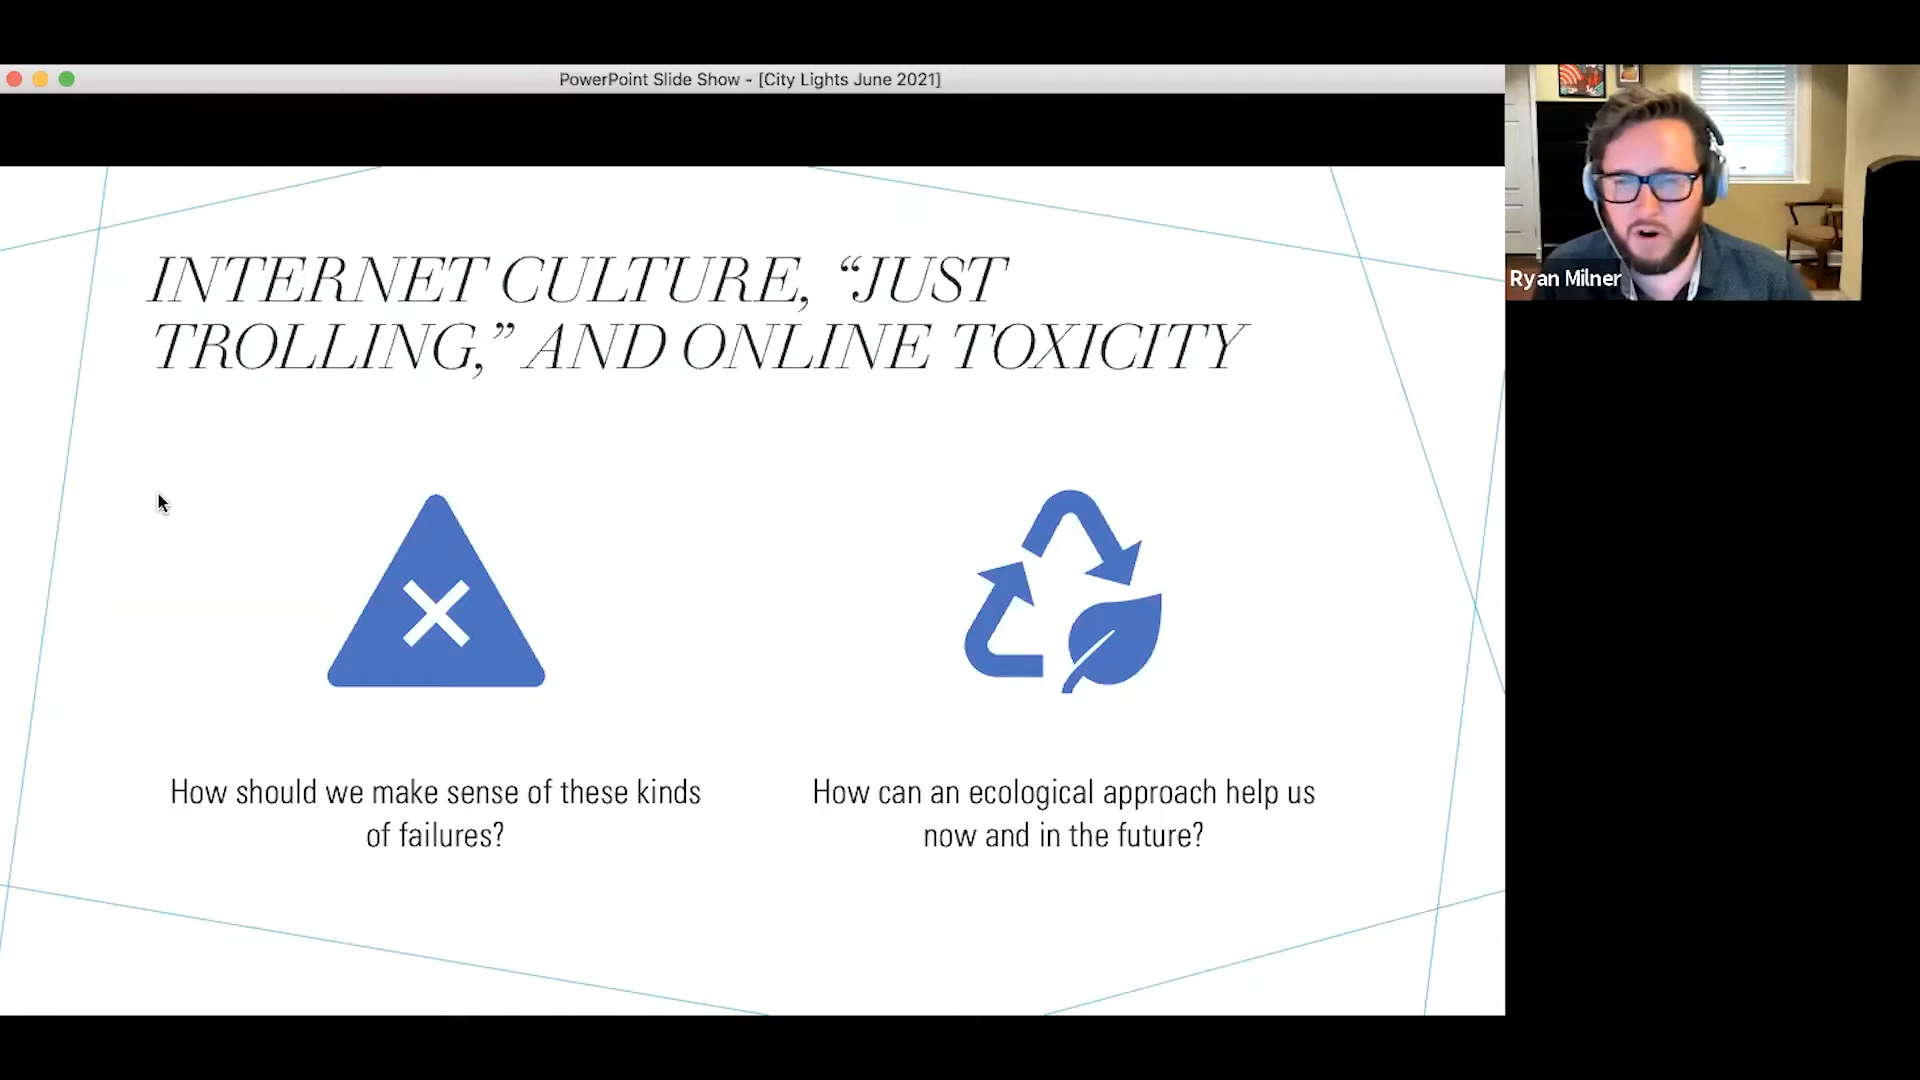 PowerPoint Slide Show - [City Lights June 2021]
INTERNET CULTURE, “JUST
TROLLING,” AND ONLINE TOXICITY
How should we make sense of these kinds
of failures?
How can an ecological approach help us
now and in the future?
Ryan Milner